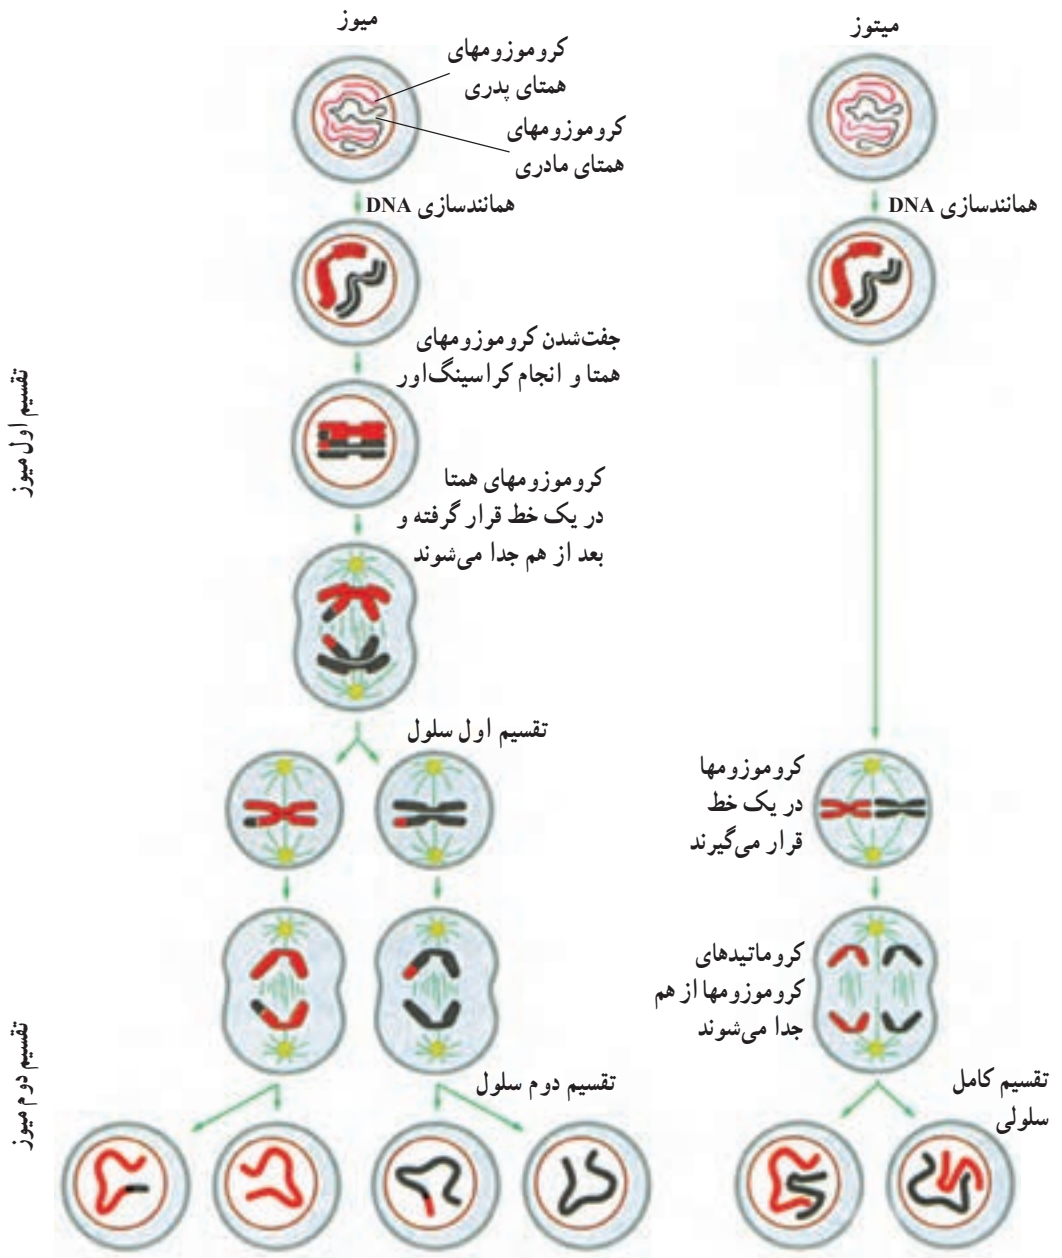 میوز
میتوز
کروموزومهای
همتای پدری
کروموزومهای
همتای مادری
همانندسازی DNA
همانندسازی DNA
جفت‌شدن کروموزومهای
همتا و انجام کراسینگ‌اور
تقسیم اول میوز
کروموزومهای همتا
در یک خط قرار گرفته و
بعد از هم جدا می‌شوند
تقسیم اول سلول
کروموزومها
در یک خط
قرار می‌گیرند
کروماتیدهای
کروموزومها از هم
جدا می‌شوند
تقسیم دوم میوز
تقسیم دوم سلول
تقسیم کامل
سلولی